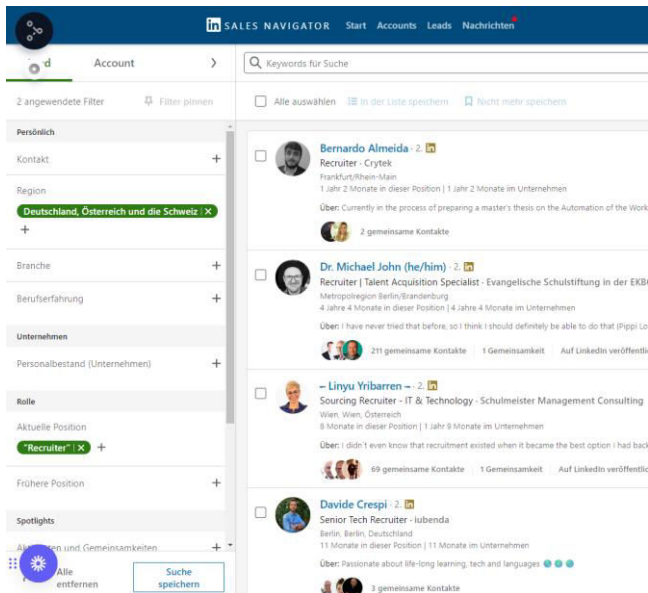 in SALES NAVIGATOR Start Accounts Leads Nachrichten
Account
Keywords für Suche
2 angewendete Filter Filter pinnen
Alle auswählen In der Liste speichern Nicht mehr speichern
Persönlich
Kontakt
Region
Deutschland, Österreich und die Schweiz
Branche
Berufserfahrung
Unternehmen
Personalbestand (Unternehmen)
Rolle
Aktuelle Position
"Recruiter"
Frühere Position
Spotlights
und Gemeinsamkeiten
Alle entfernen
Suche speichern
Bernardo Almeida · 2.
Recruiter · Crytek
Frankfurt/Rhein-Main
1 Jahr 2 Monate in dieser Position | 1 Jahr 2 Monate im Unternehmen
Über: Currently in the process of preparing a master's thesis on the Automation of the Work
2 gemeinsame Kontakte
Dr. Michael John (he/him) · 2.
Recruiter | Talent Acquisition Specialist · Evangelische Schulstiftung in der EKB
Metropolregion Berlin/Brandenburg
4 Jahre 4 Monate in dieser Position | 4 Jahre 4 Monate im Unternehmen
Über: I have never tried that before, so I think I should definitely be able to do that (Pippi Lo
211 gemeinsame Kontakte 1 Gemeinsamkeit Auf LinkedIn veröffentlic
~ Linyu Yribarren ~ · 2.
Sourcing Recruiter - IT & Technology · Schulmeister Management Consulting
Wien, Wien, Österreich
8 Monate in dieser Position | 1 Jahr 9 Monate im Unternehmen
Über: I didn't even know that recruitment existed when it became the best option I had back
69 gemeinsame Kontakte 1 Gemeinsamkeit Auf LinkedIn veröffentlic
Davide Crespi · 2.
Senior Tech Recruiter · iubenda
Berlin, Berlin, Deutschland
11 Monate in dieser Position | 11 Monate im Unternehmen
Über: Passionate about life-long learning, tech and languages
3 gemeinsame Kontakte